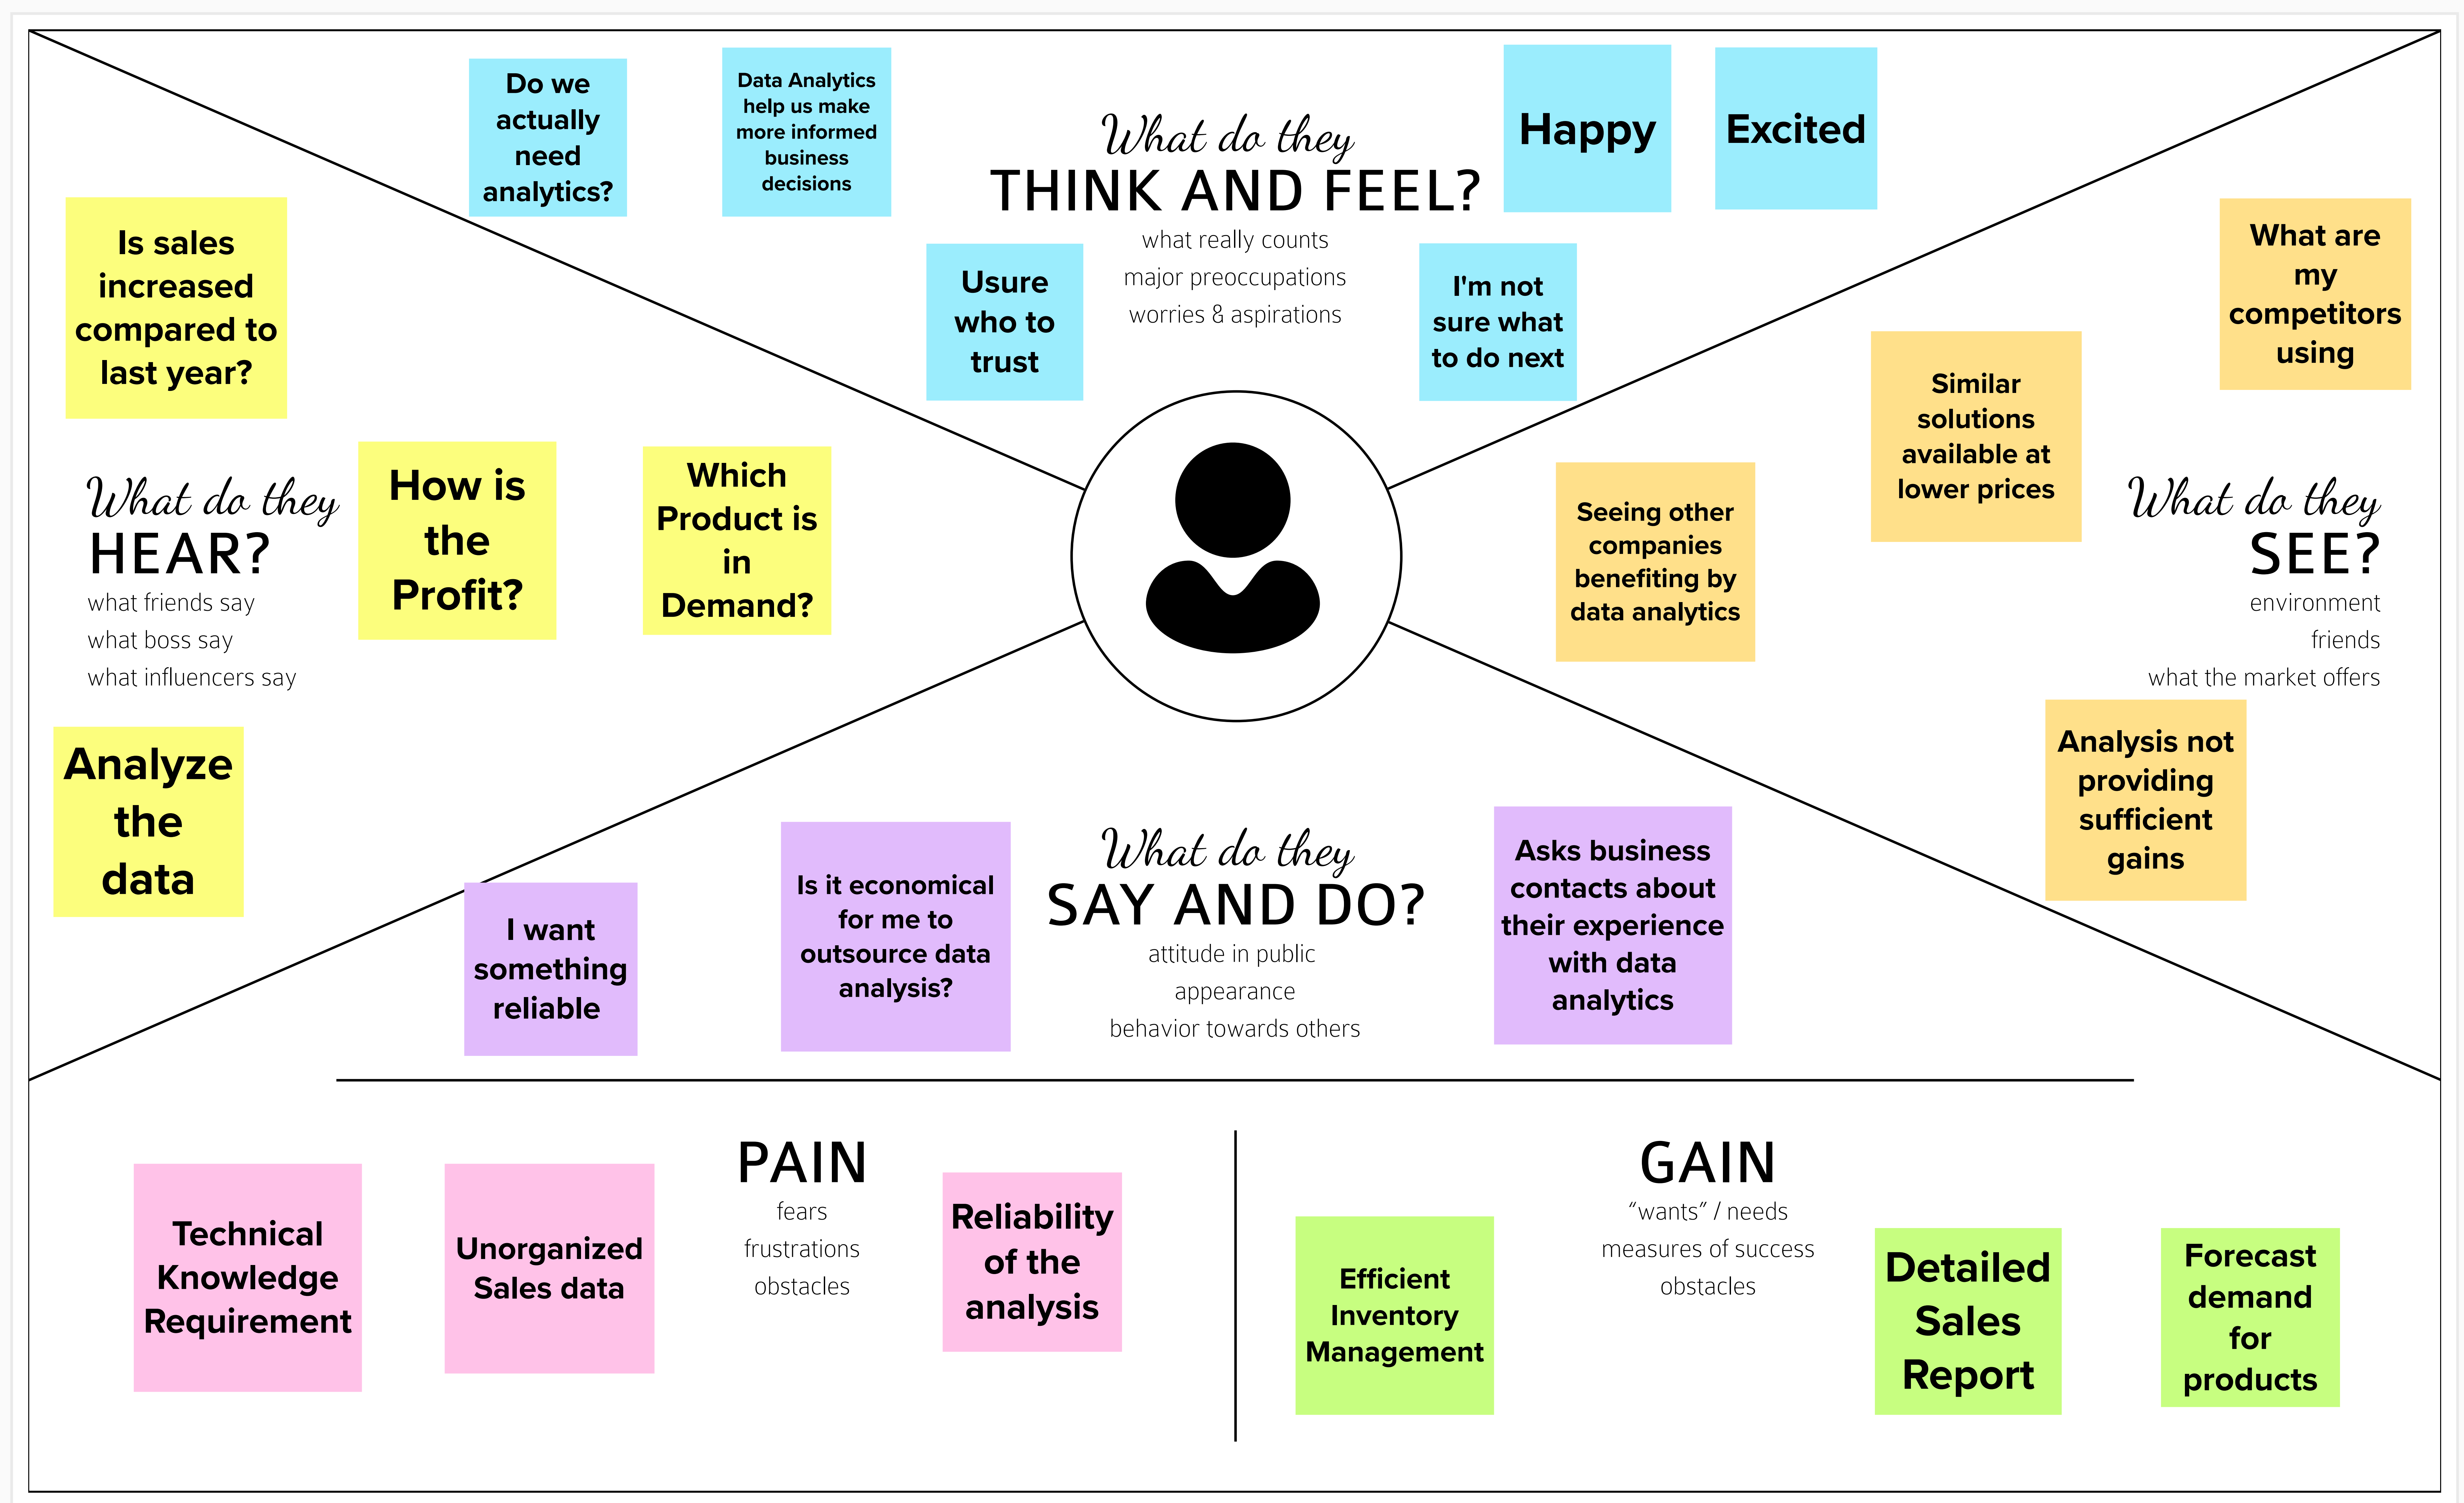 Do we
actually
need
analytics?
Data Analytics
help us make
more informed
business
decisions
What do they
THINK AND FEEL?
what really counts
major preoccupations
worries & aspirations
Happy
Excited
Usure
who to
trust
I'm not
sure what
to do next
Is sales
increased
compared to
last year?
What do they
HEAR?
what friends say
what boss say
what influencers say
How is
the
Profit?
Which
Product is
in
Demand?
Analyze
the
data
What are
my
competitors
using
Similar
solutions
available at
lower prices
Seeing other
companies
benefiting by
data analytics
What do they
SEE?
environment
friends
what the market offers
Analysis not
providing
sufficient
gains
I want
something
reliable
Is it economical
for me to
outsource data
analysis?
What do they
SAY AND DO?
attitude in public
appearance
behavior towards others
Asks business
contacts about
their experience
with data
analytics
Technical
Knowledge
Requirement
Unorganized
Sales data
PAIN
fears
frustrations
obstacles
Reliability
of the
analysis
Efficient
Inventory
Management
GAIN
“wants” / needs
measures of success
obstacles
Detailed
Sales
Report
Forecast
demand
for
products